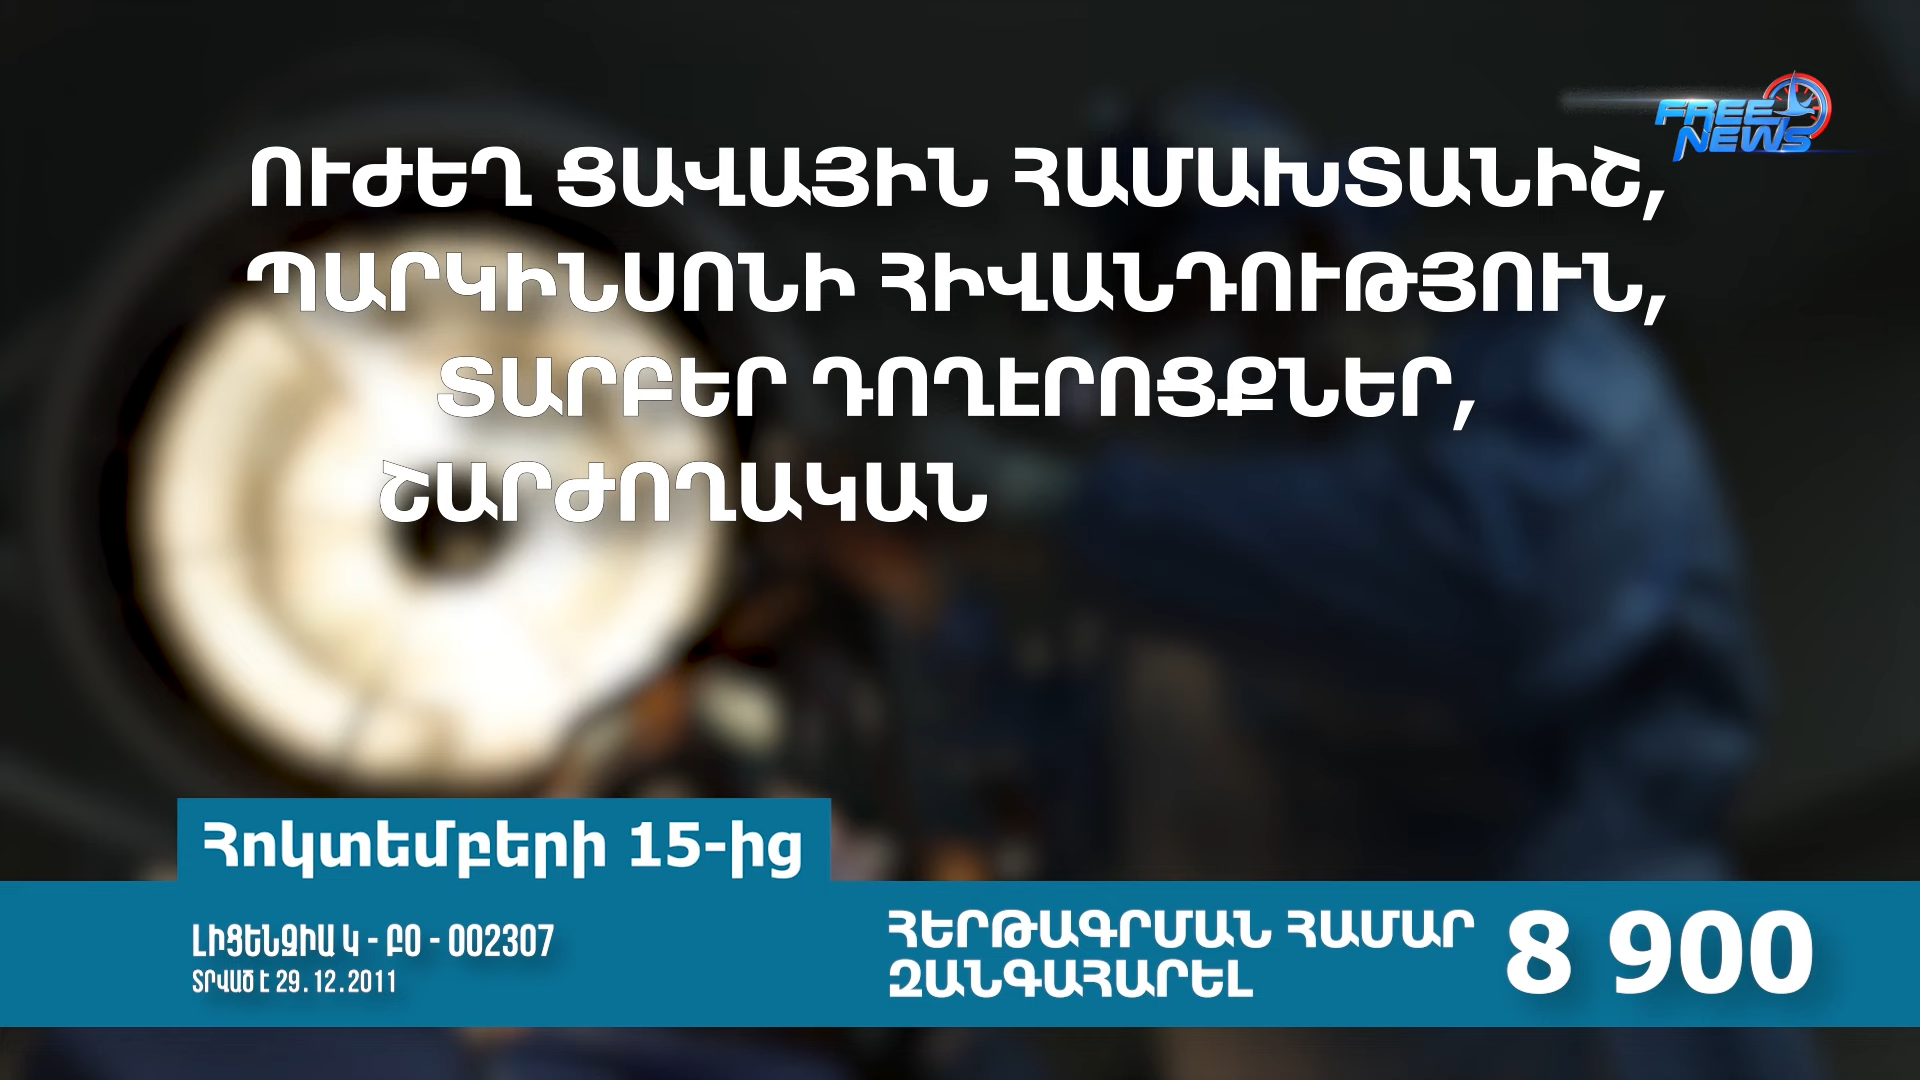 FREE
NEWS
ՈՒԺԵՂ ՑԱՎԱՅԻՆ ՀԱՄԱԽՏԱՆԻՇ,
ՊԱՐԿԻՆՍՈՆԻ ՀԻՎԱՆԴՈՒԹՅՈՒՆ,
ՏԱՐԲԵՐ ԴՈՂԷՐՈՑՔՆԵՐ,
ՇԱՐԺՈՂԱԿԱՆ
Հոկտեմբերի 15-ից
ԼԻՑԵՆԶԻԱ Կ - ԲՕ - 002307
ՏՐՎԱԾ Է 29.12.2011
ՀԵՐԹԱԳՐՄԱՆ ՀԱՄԱՐ
ԶԱՆԳԱՀԱՐԵԼ
8 900